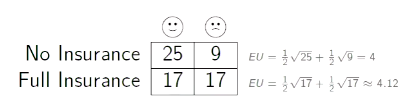 No Insurance 25 9 EU = 1/2 √25 + 1/2 √9 = 4
Full Insurance 17 17 EU = 1/2 √17 + 1/2 √17 ≈ 4.12